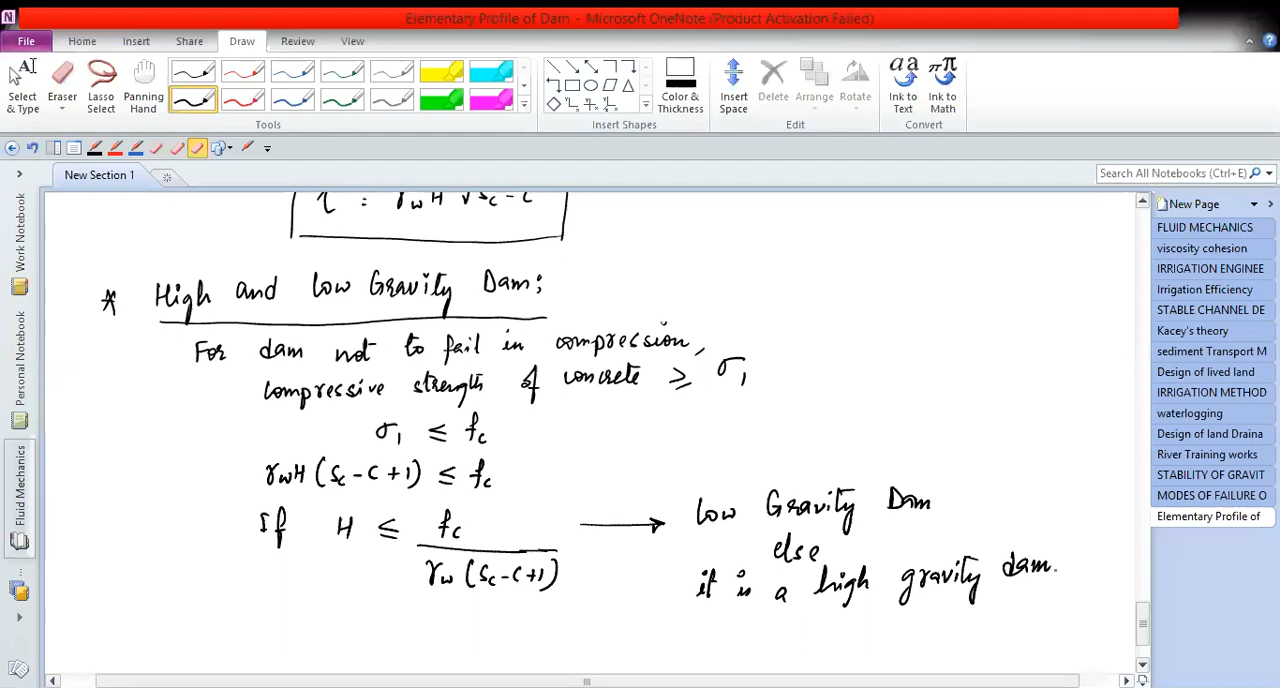 Elementary Profile of Dam - Microsoft OneNote (Product Activation Failed)
File Home Insert Share Draw Review View
Select & Type
Eraser
Lasso Select
Panning Hand
Color & Thickness
Insert Space
Delete
Arrange
Rotate
Ink to Text
Ink to Math
Tools
Insert Shapes
Edit
Convert
New Section 1
Search All Notebooks (Ctrl+E)
Work Notebook
Personal Notebook
Fluid Mechanics
New Page
FLUID MECHANICS
viscosity cohesion
IRRIGATION ENGINEE
Irrigation Efficiency
STABLE CHANNEL DE
Kacey's theory
sediment Transport M
Design of lived land
IRRIGATION METHOD
waterlogging
Design of land Draina
River Training works
STABILITY OF GRAVIT
MODES OF FAILURE O
Elementary Profile of
τ = γw H √Sc-C
* High and Low Gravity Dam:
For dam not to fail in compression,
compressive strength of concrete ≥ σ1
σ1 ≤ fc
γwH (Sc-C+1) ≤ fc
If H ≤ fc / γw (Sc-C+1) → Low Gravity Dam
else
it is a high gravity dam.